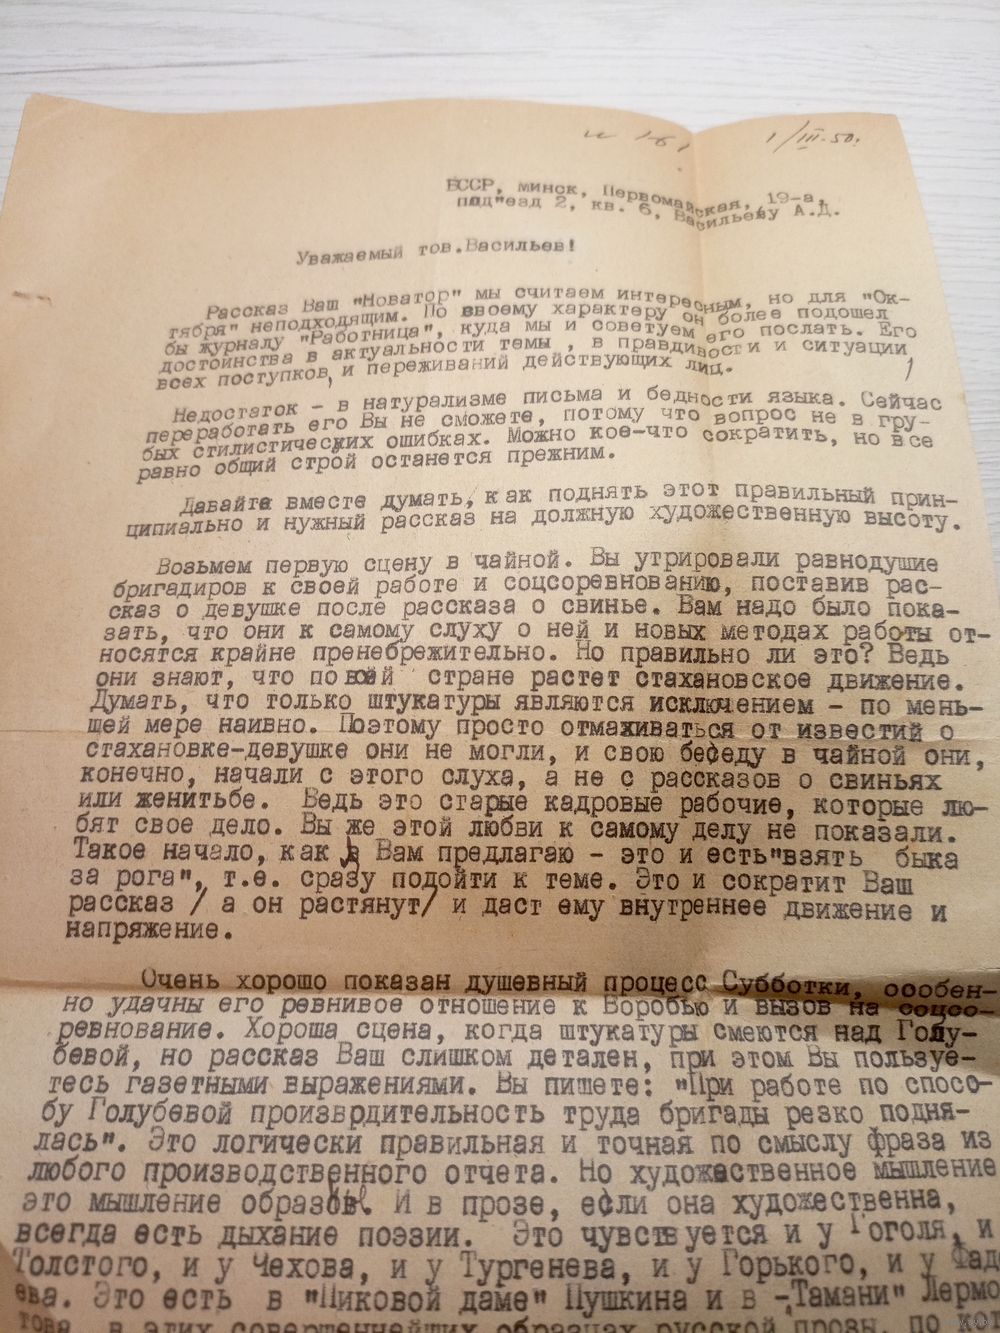 1/III-50.
БССР, минск, Первомайская, 19-а,
под"езд 2, кв. 6, Васильеву А.Д.
Уважаемый тов.Васильев!
Рассказ Ваш "Новатор" мы считаем интересным, но для "Ок-
тября" неподходящим. По своему характеру он более подошел
бы журналу "Работница", куда мы и советуем его послать. Его
достоинства в актуальности темы , в правдивости и ситуации
всех поступков, и переживаний действующих лиц.
Недостаток - в натурализме письма и бедности языка. Сейчас
переработать его Вы не сможете, потому что вопрос не в гру-
бых стилистических ошибках. Можно кое-что сократить, но все
равно общий строй останется прежним.
Давайте вместе думать, как поднять этот правильный прин-
ципиально и нужный рассказ на должную художественную высоту.
Возьмем первую сцену в чайной. Вы утрировали равнодушие
бригадиров к своей работе и соцсоревнованию, поставив рас-
сказ о девушке после рассказа о свинье. Вам надо было пока-
зать, что они к самому слуху о ней и новых методах работы от-
носятся крайне пренебрежительно. Но правильно ли это? Ведь
они знают, что по всей стране растет стахановское движение.
Думать, что только штукатуры являются исключением - по мень-
шей мере наивно. Поэтому просто отмахиваться от известий о
стахановке-девушке они не могли, и свою беседу в чайной они,
конечно, начали с этого слуха, а не с рассказов о свиньях
или женитьбе. Ведь это старые кадровые рабочие, которые лю-
бят свое дело. Вы же этой любви к самому делу не показали.
Такое начало, как я Вам предлагаю - это и есть"взять быка
за рога", т.е. сразу подойти к теме. Это и сократит Ваш
рассказ / а он растянут/ и даст ему внутреннее движение и
напряжение.
Очень хорошо показан душевный процесс Субботки, особен-
но удачны его ревнивое отношение к Воробью и вызов на соцсо-
ревнование. Хороша сцена, когда штукатуры смеются над Голу-
бевой, но рассказ Ваш слишком детален, при этом Вы пользуе-
тесь газетными выражениями. Вы пишете: "При работе по спосо-
бу Голубевой производительность труда бригады резко подня-
лась". Это логически правильная и точная по смыслу фраза из
любого производственного отчета. Но художественное мышление
это мышление образов. И в прозе, если она художественна,
всегда есть дыхание поэзии. Это чувствуется и у Гоголя, и
Толстого, и у Чехова, и у Тургенева, и у Горького, и у Фад
ева. Это есть в "Пиковой даме" Пушкина и в "Тамани" Лермо
това, в этих совершеннейших образцах русской прозы, по